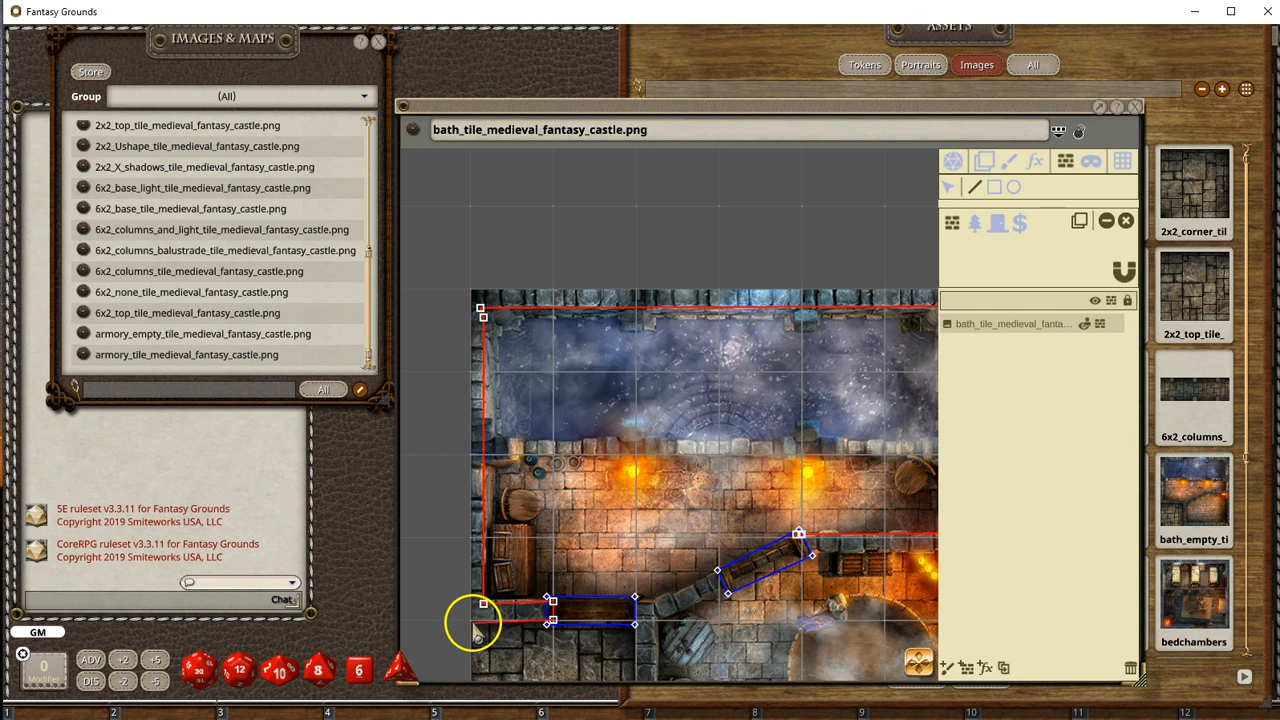 Fantasy Grounds
IMAGES & MAPS
?
X
Store
Group
(All)
2x2_top_tile_medieval_fantasy_castle.png
2x2_Ushape_tile_medieval_fantasy_castle.png
2x2_X_shadows_tile_medieval_fantasy_castle.png
6x2_base_light_tile_medieval_fantasy_castle.png
6x2_base_tile_medieval_fantasy_castle.png
6x2_columns_and_light_tile_medieval_fantasy_castle.png
6x2_columns_balustrade_tile_medieval_fantasy_castle.png
6x2_columns_tile_medieval_fantasy_castle.png
6x2_none_tile_medieval_fantasy_castle.png
6x2_top_tile_medieval_fantasy_castle.png
armory_empty_tile_medieval_fantasy_castle.png
armory_tile_medieval_fantasy_castle.png
All
5E ruleset v3.3.11 for Fantasy Grounds
Copyright 2019 Smiteworks USA, LLC
CoreRPG ruleset v3.3.11 for Fantasy Grounds
Copyright 2019 Smiteworks USA, LLC
Chat
GM
0
Modifier
ADV
+2
+5
DIS
-2
-5
20
12
10
8
6
bath_tile_medieval_fantasy_castle.png
fx
$
bath_tile_medieval_fanta...
fx
ASSETS
Tokens
Portraits
Images
All
2x2_corner_til
2x2_top_tile_
6x2_columns_
bath_empty_ti
bedchambers
1
2
3
4
5
6
7
8
9
10
11
12